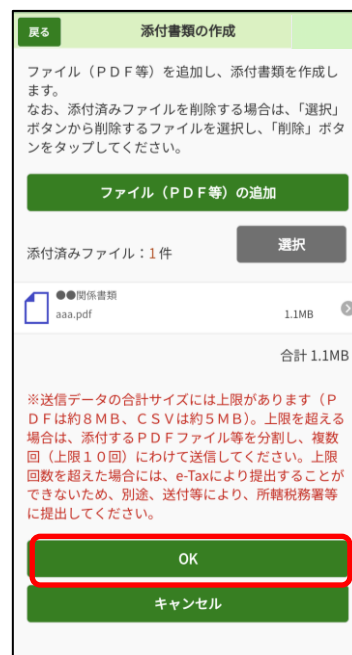 戻る
添付書類の作成
ファイル（ＰＤＦ等）を追加し、添付書類を作成し
ます。
なお、添付済みファイルを削除する場合は、「選択」
ボタンから削除するファイルを選択し、「削除」ボタ
ンをタップしてください。
ファイル（ＰＤＦ等）の追加
添付済みファイル：1 件
選択
●●関係書類
aaa.pdf
1.1MB
合計 1.1MB
※送信データの合計サイズには上限があります（Ｐ
ＤＦは約８ＭＢ、ＣＳＶは約５ＭＢ）。上限を超える
場合は、添付するＰＤＦファイル等を分割し、複数
回（上限１０回）にわけて送信してください。上限
回数を超えた場合には、e-Taxにより提出することが
できないため、別途、送付等により、所轄税務署等
に提出してください。
OK
キャンセル